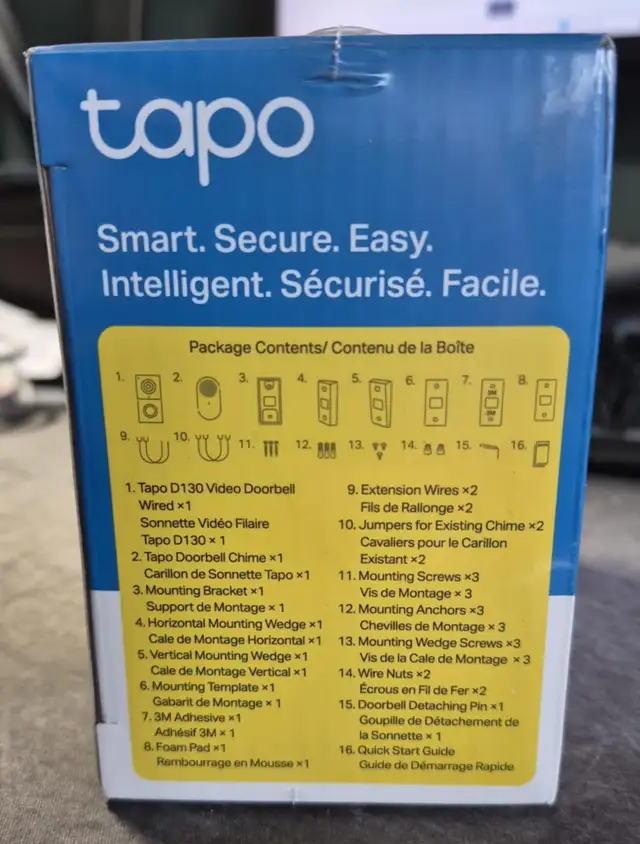 tapo
Smart. Secure. Easy.
Intelligent. Sécurisé. Facile.
Package Contents/ Contenu de la Boîte
1. 2. 3. 4. 5. 6. 7. 8.
3M
3M
9. 10. 11. 12. 13. 14. 15. 16.
1. Tapo D130 Video Doorbell
Wired ×1
Sonnette Vidéo Filaire
Tapo D130 × 1
2. Tapo Doorbell Chime ×1
Carillon de Sonnette Tapo ×1
3. Mounting Bracket ×1
Support de Montage × 1
4. Horizontal Mounting Wedge ×1
Cale de Montage Horizontal ×1
5. Vertical Mounting Wedge ×1
Cale de Montage Vertical ×1
6. Mounting Template ×1
Gabarit de Montage × 1
7. 3M Adhesive ×1
Adhésif 3M × 1
8. Foam Pad ×1
Rembourrage en Mousse ×1
9. Extension Wires ×2
Fils de Rallonge ×2
10. Jumpers for Existing Chime ×2
Cavaliers pour le Carillon
Existant ×2
11. Mounting Screws ×3
Vis de Montage × 3
12. Mounting Anchors ×3
Chevilles de Montage × 3
13. Mounting Wedge Screws ×3
Vis de la Cale de Montage × 3
14. Wire Nuts ×2
Écrous en Fil de Fer ×2
15. Doorbell Detaching Pin ×1
Goupille de Détachement de
la Sonnette × 1
16. Quick Start Guide
Guide de Démarrage Rapide